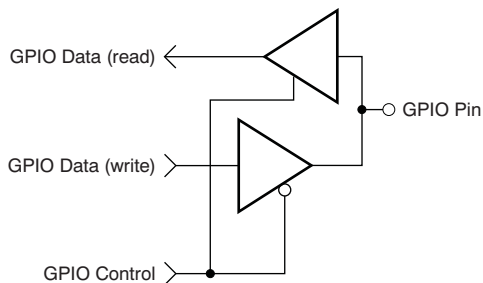 GPIO Data (read)
GPIO Pin
GPIO Data (write)
GPIO Control